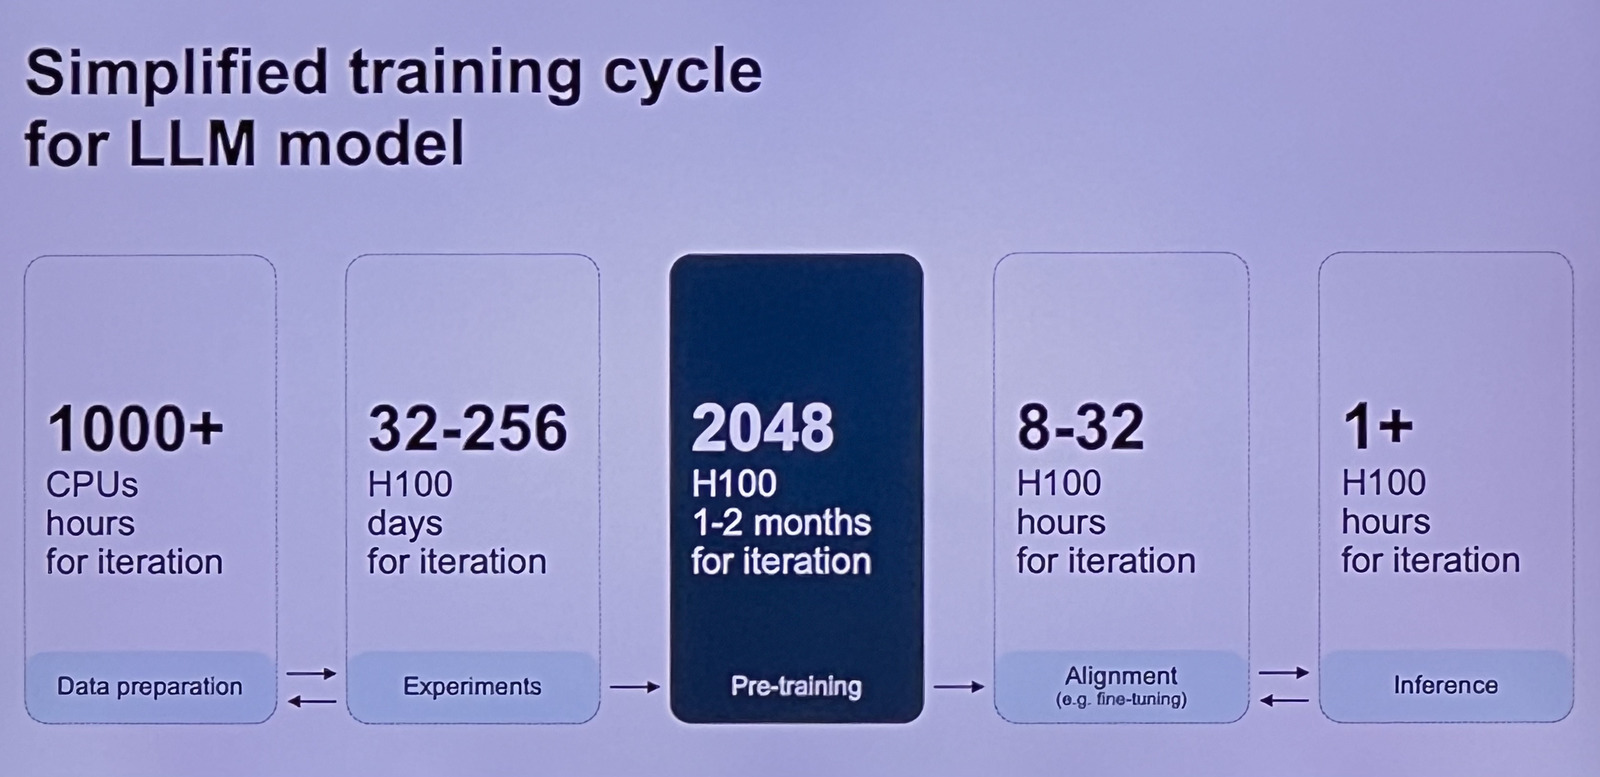 Simplified training cycle
for LLM model
1000+
CPUs
hours
for iteration
Data preparation
32-256
H100
days
for iteration
Experiments
2048
H100
1-2 months
for iteration
Pre-training
8-32
H100
hours
for iteration
Alignment
(e.g. fine-tuning)
1+
H100
hours
for iteration
Inference